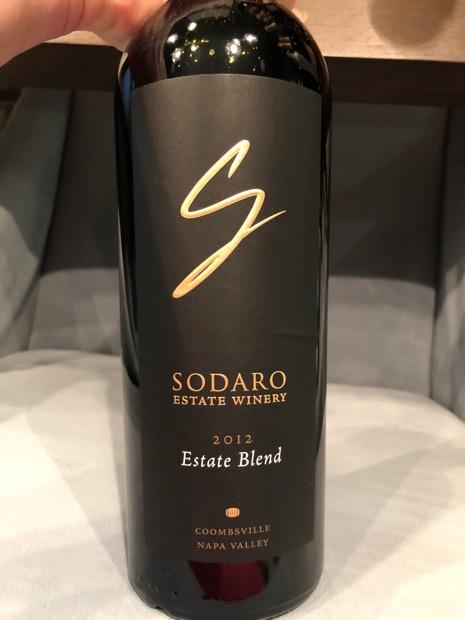 S
SODARO
ESTATE WINERY
2012
Estate Blend
COOMBSVILLE
NAPA VALLEY